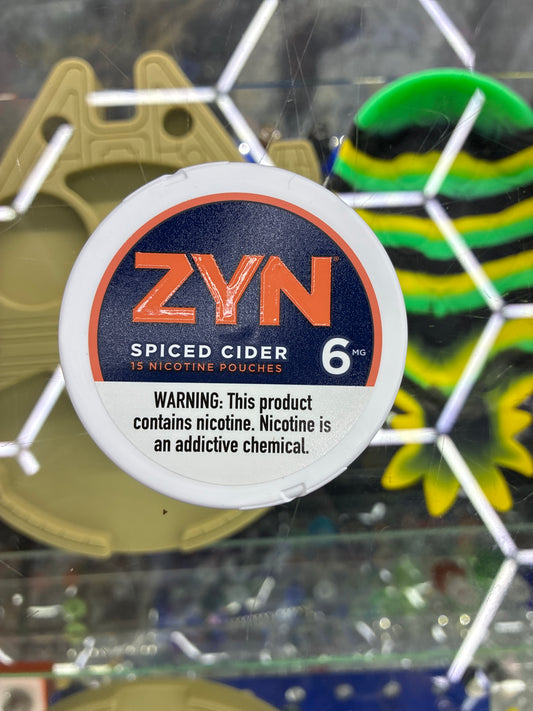 ZYN
SPICED CIDER
15 NICOTINE POUCHES
6 MG
WARNING: This product
contains nicotine. Nicotine is
an addictive chemical.